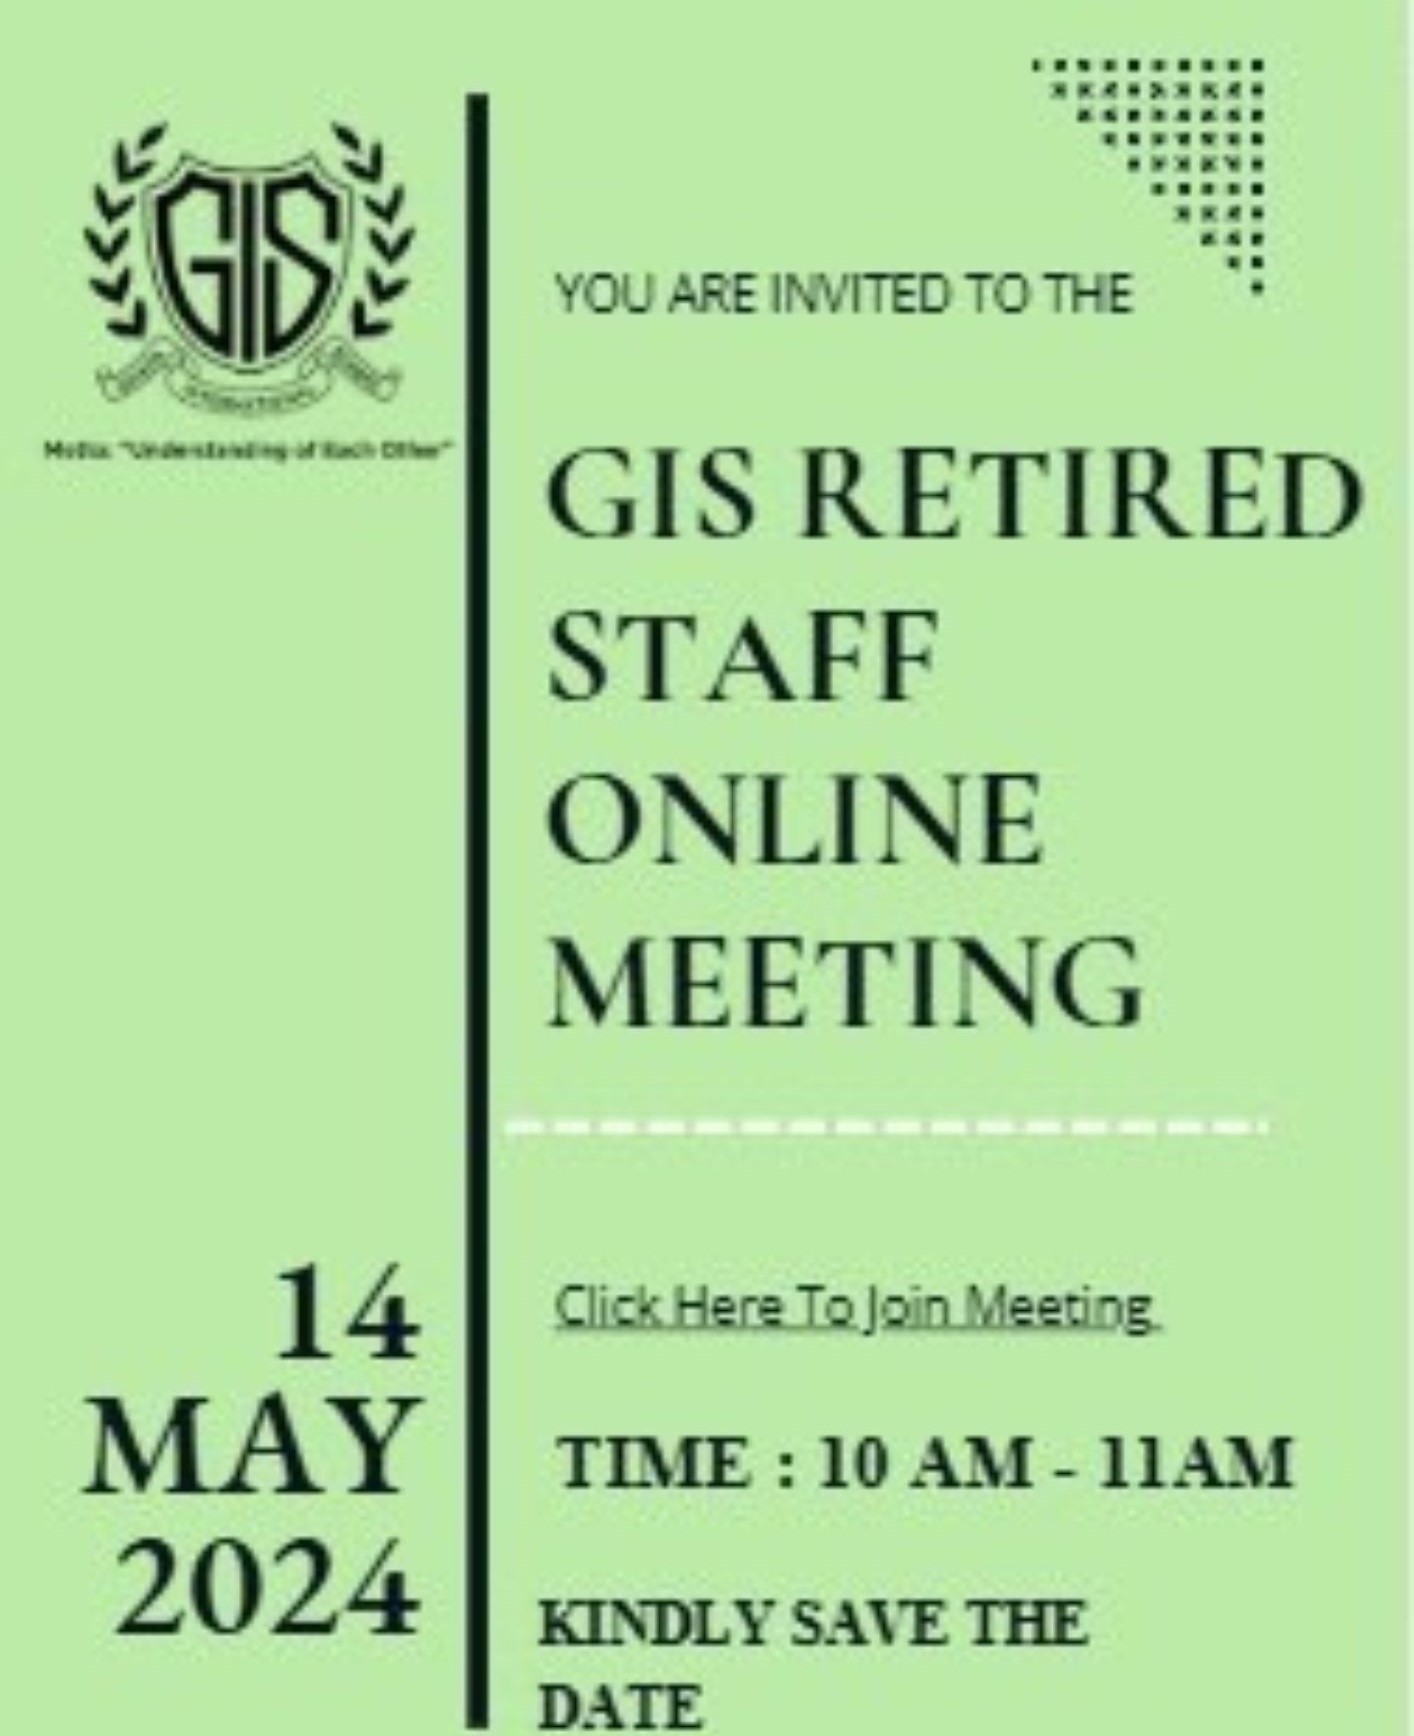 GIS
Motto: "Understanding of Each Other"
YOU ARE INVITED TO THE
GIS RETIRED
STAFF
ONLINE
MEETING
14
MAY
2024
Click Here To Join Meeting
TIME : 10 AM - 11AM
KINDLY SAVE THE
DATE